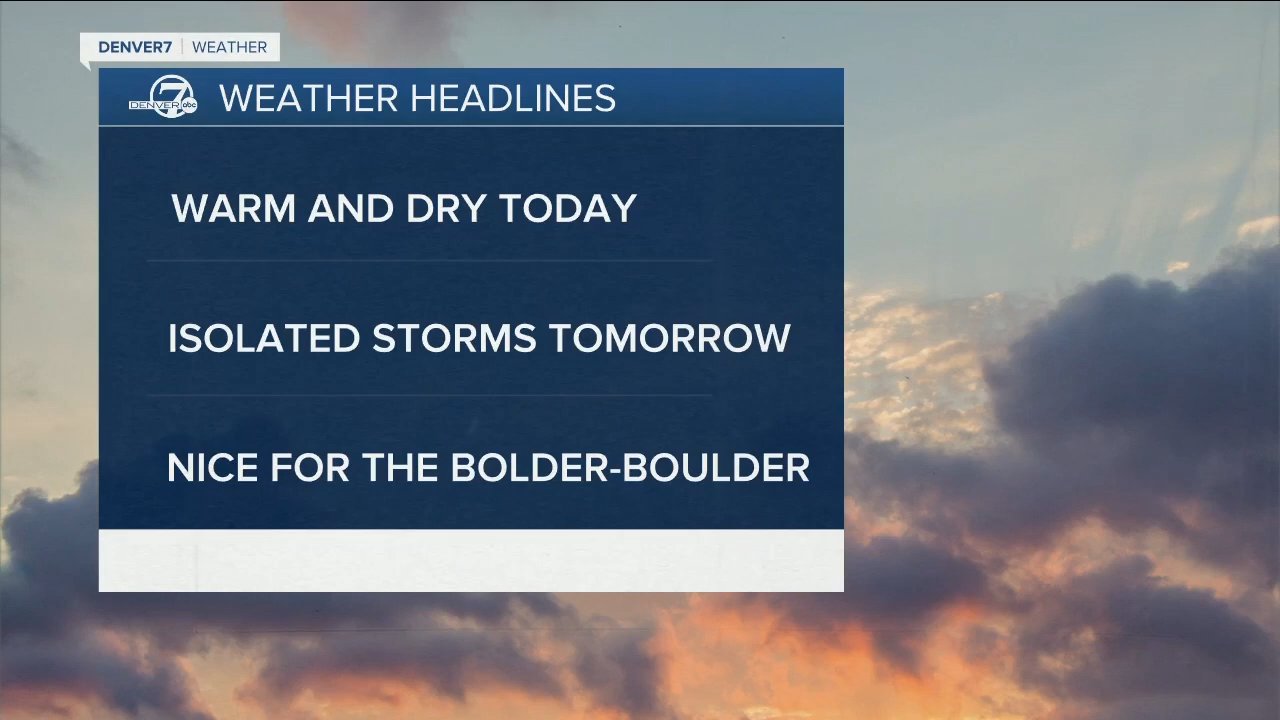 DENVER7 | WEATHER
DENVER 7 abc WEATHER HEADLINES
WARM AND DRY TODAY
ISOLATED STORMS TOMORROW
NICE FOR THE BOLDER-BOULDER